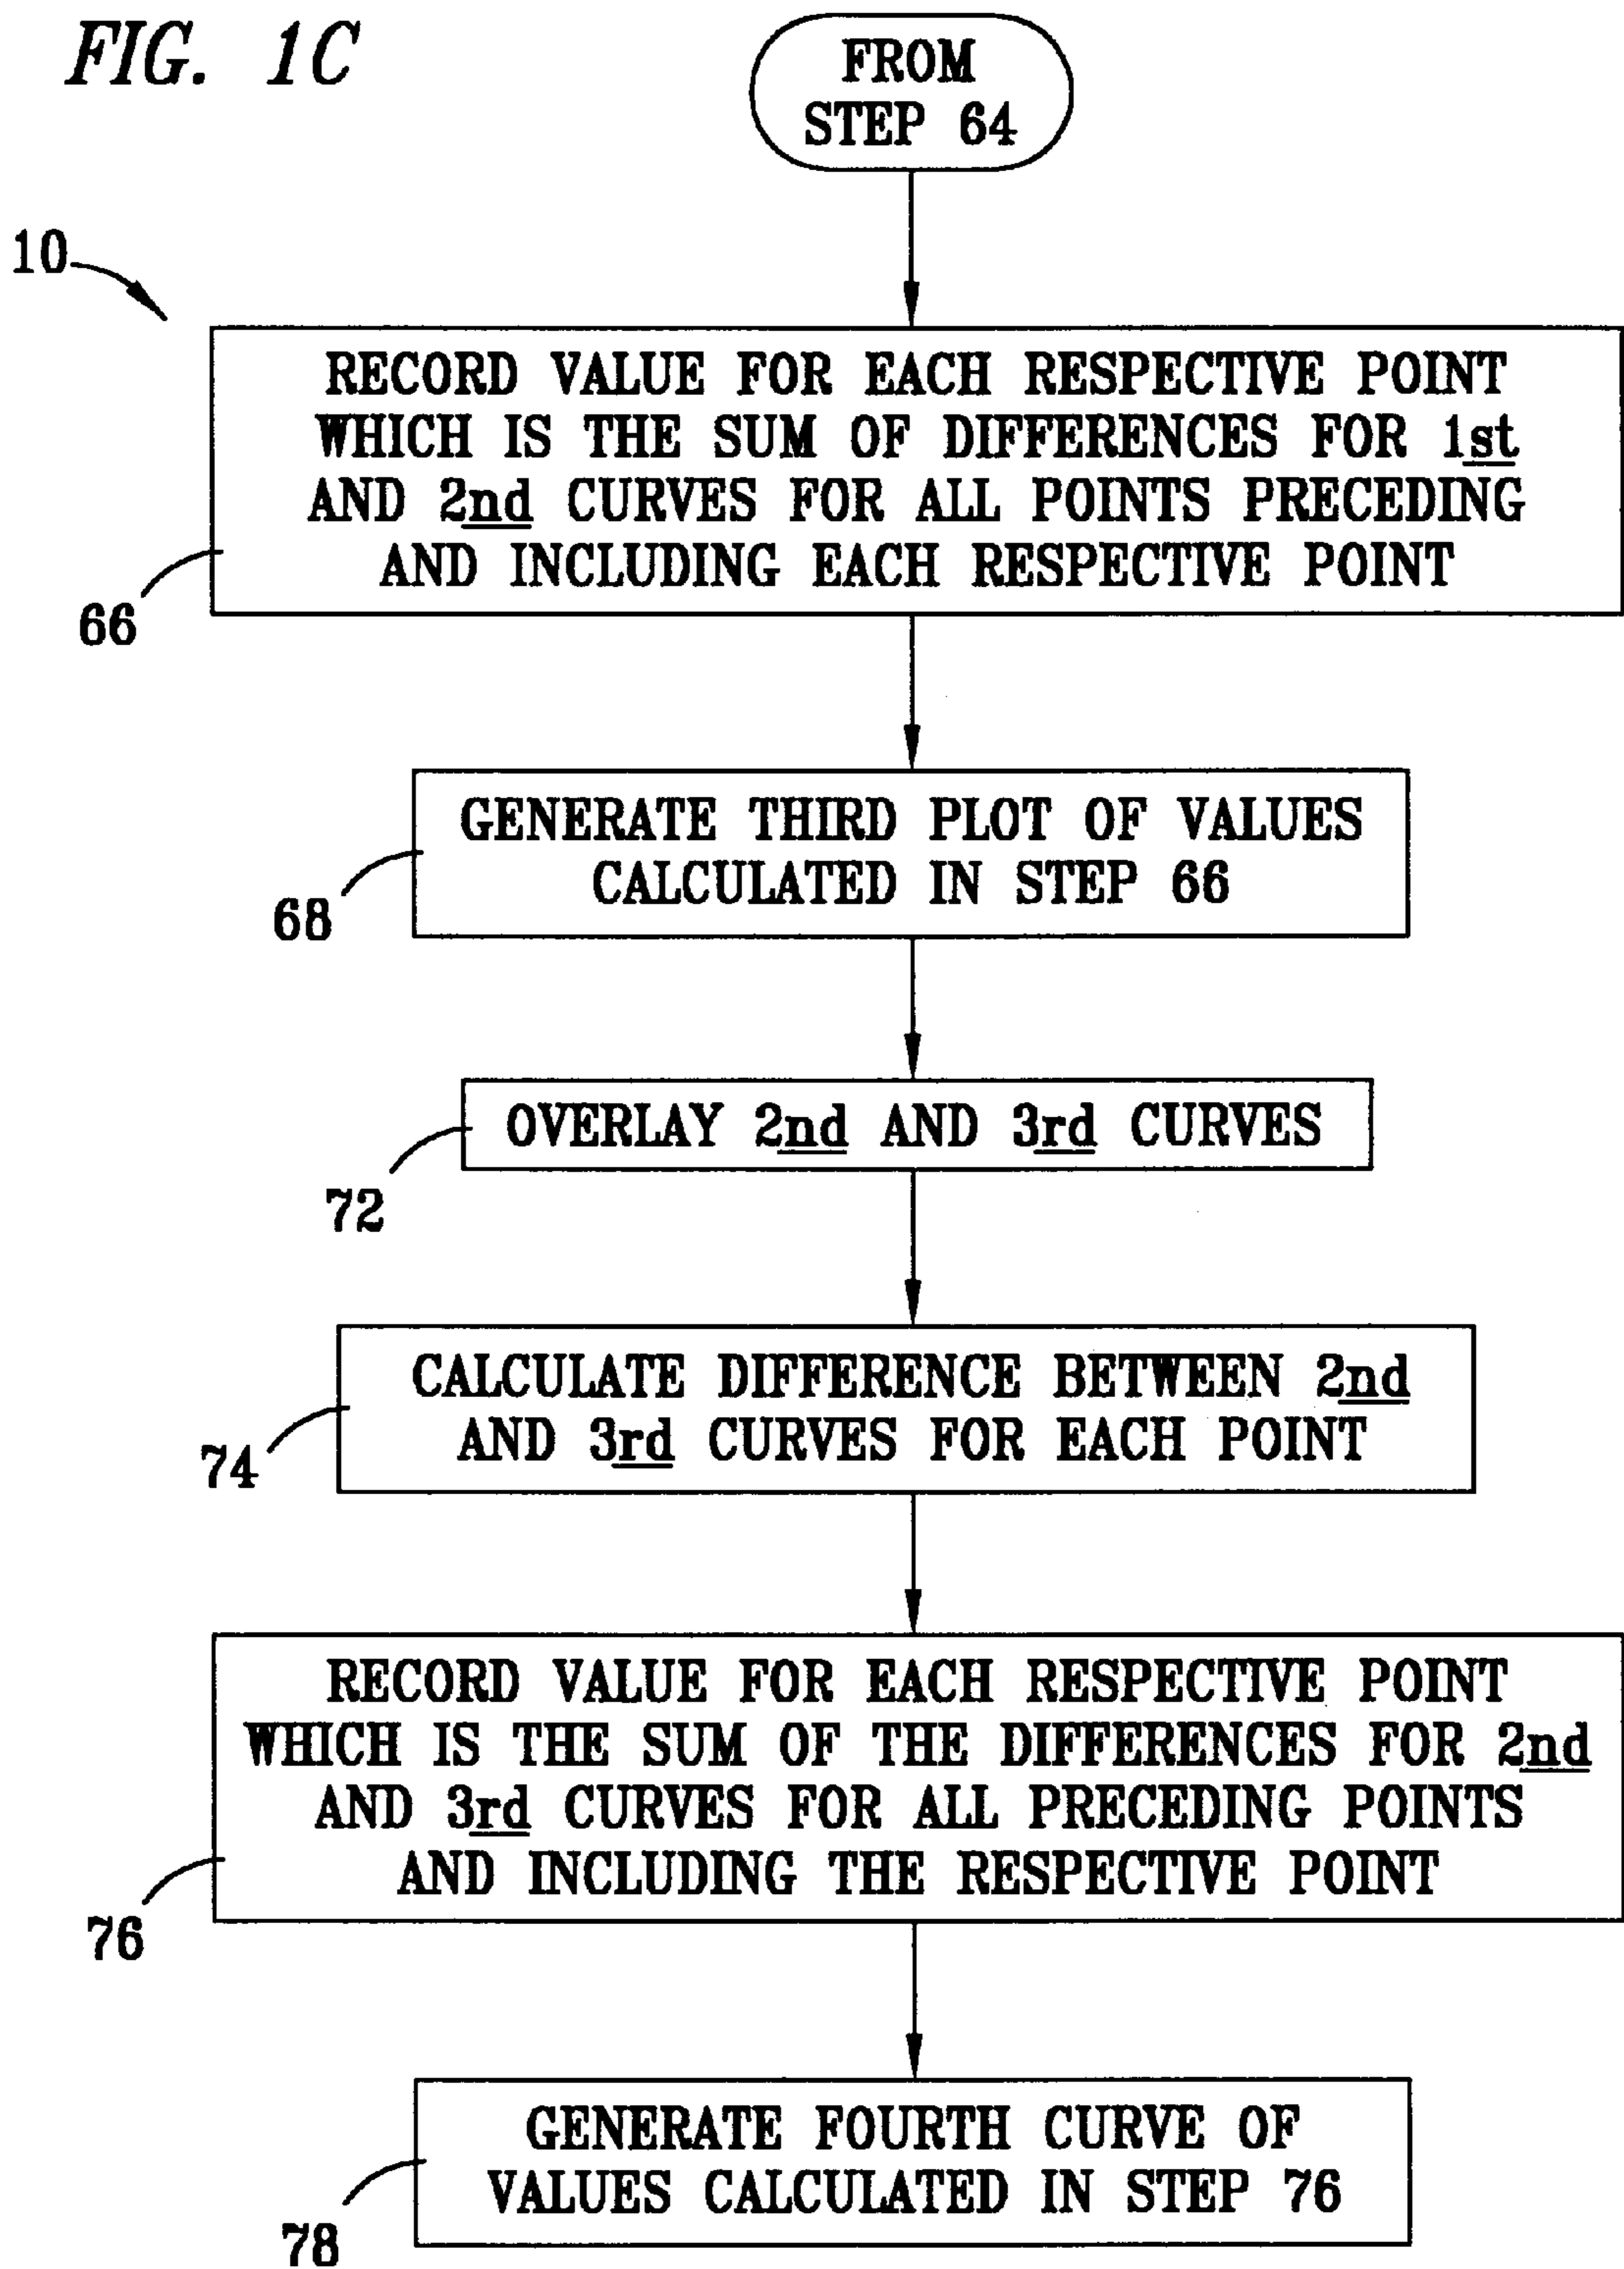 FIG. 1C
FROM
STEP 64
10
RECORD VALUE FOR EACH RESPECTIVE POINT
WHICH IS THE SUM OF DIFFERENCES FOR 1st
AND 2nd CURVES FOR ALL POINTS PRECEDING
AND INCLUDING EACH RESPECTIVE POINT
66
GENERATE THIRD PLOT OF VALUES
CALCULATED IN STEP 66
68
OVERLAY 2nd AND 3rd CURVES
72
CALCULATE DIFFERENCE BETWEEN 2nd
AND 3rd CURVES FOR EACH POINT
74
RECORD VALUE FOR EACH RESPECTIVE POINT
WHICH IS THE SUM OF THE DIFFERENCES FOR 2nd
AND 3rd CURVES FOR ALL PRECEDING POINTS
AND INCLUDING THE RESPECTIVE POINT
76
GENERATE FOURTH CURVE OF
VALUES CALCULATED IN STEP 76
78